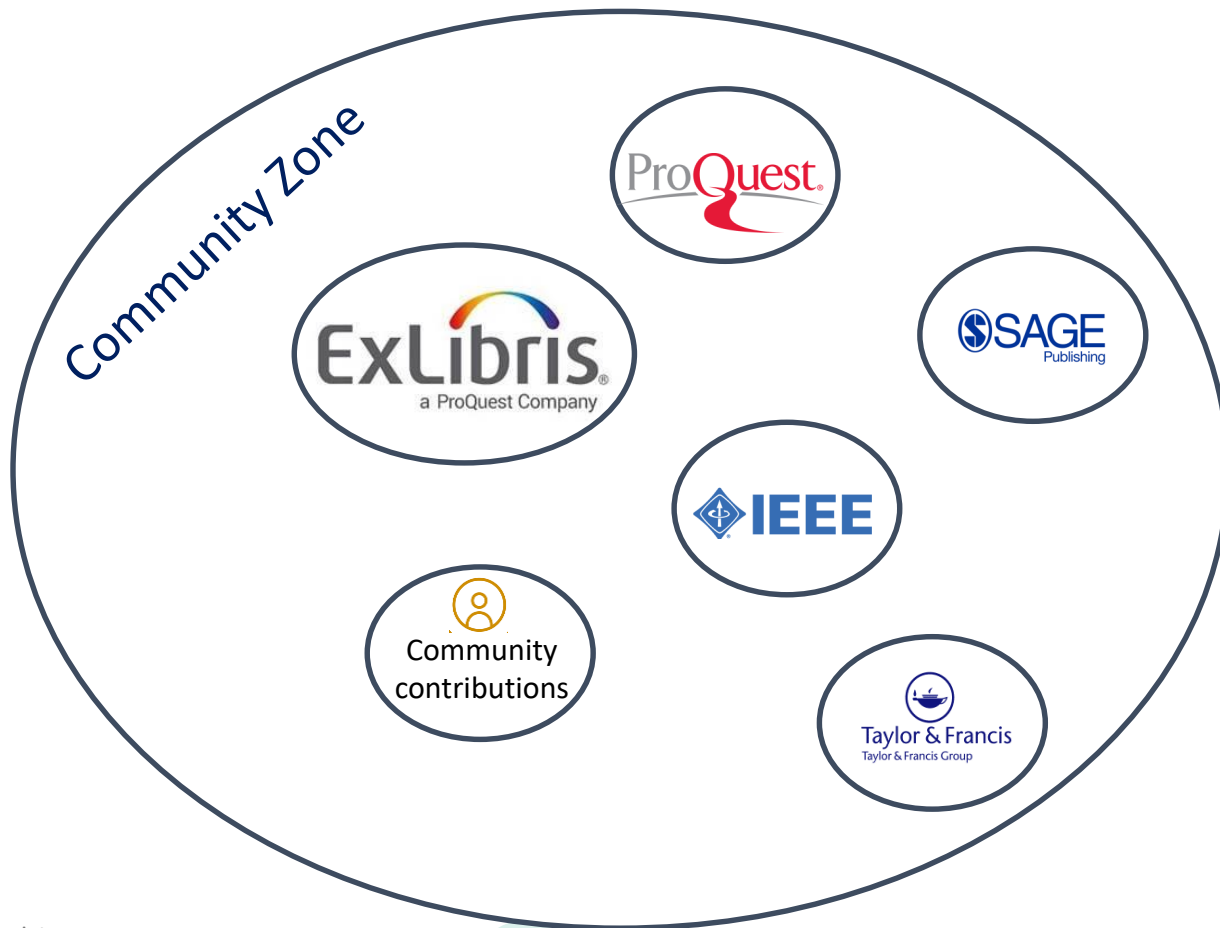 Community Zone
ProQuest®
ExLibris®
a ProQuest Company
SAGE
Publishing
IEEE
Community
contributions
Taylor & Francis
Taylor & Francis Group